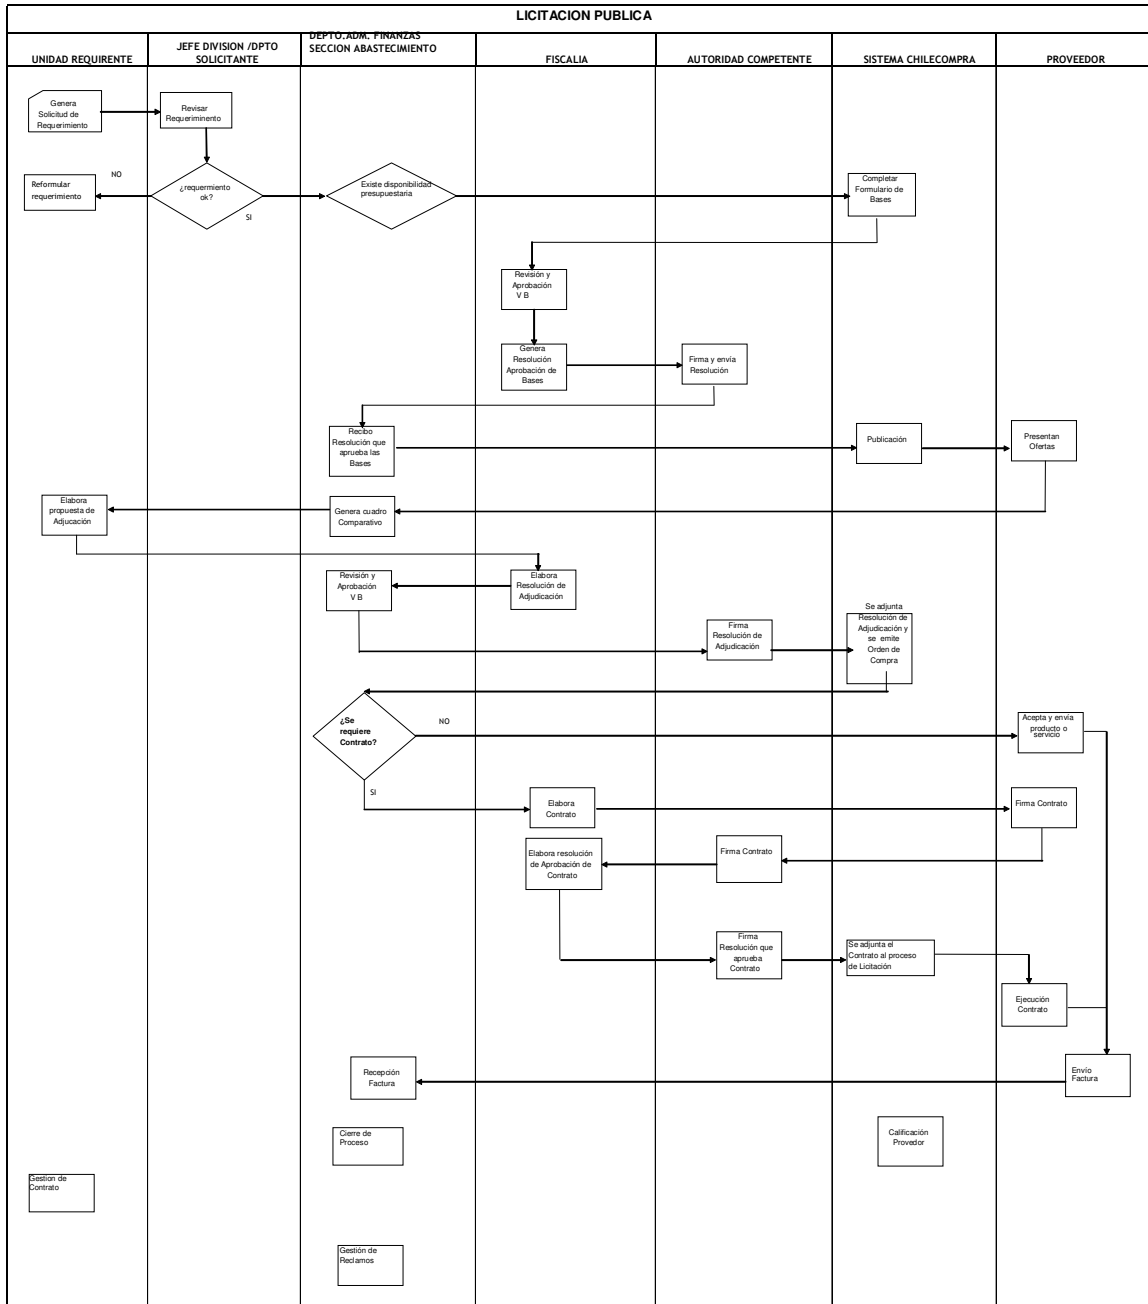 LICITACION PUBLICA
UNIDAD REQUIRENTE
JEFE DIVISION /DPTO
SOLICITANTE
DEPTO.ADM. FINANZAS
SECCION ABASTECIMIENTO
FISCALIA
AUTORIDAD COMPETENTE
SISTEMA CHILECOMPRA
PROVEEDOR
Genera
Solicitud de
Requerimiento
Revisar
Requeriminento
Reformular
requerimiento
NO
¿requermiento
ok?
SI
Existe disponibilidad
presupuestaria
Completar
Formulario de
Bases
Revisión y
Aprobación
V B
Genera
Resolución
Aprobación de
Bases
Firma y envía
Resolución
Recibo
Resolución que
aprueba las
Bases
Publicación
Presentan
Ofertas
Elabora
propuesta de
Adjucación
Genera cuadro
Comparativo
Revisión y
Aprobación
V B
Elabora
Resolución de
Adjudicación
Firma
Resolución de
Adjudicación
Se adjunta
Resolución de
Adjudicación y
se emite
Orden de
Compra
¿Se
requiere
Contrato?
NO
Acepta y envía
producto o
servicio
SI
Elabora
Contrato
Firma Contrato
Elabora resolución
de Aprobación de
Contrato
Firma Contrato
Firma
Resolución que
aprueba
Contrato
Se adjunta el
Contrato al proceso
de Licitación
Ejecución
Contrato
Recepción
Factura
Envío
Factura
Cierre de
Proceso
Calificación
Provedor
Gestion de
Contrato
Gestión de
Reclamos